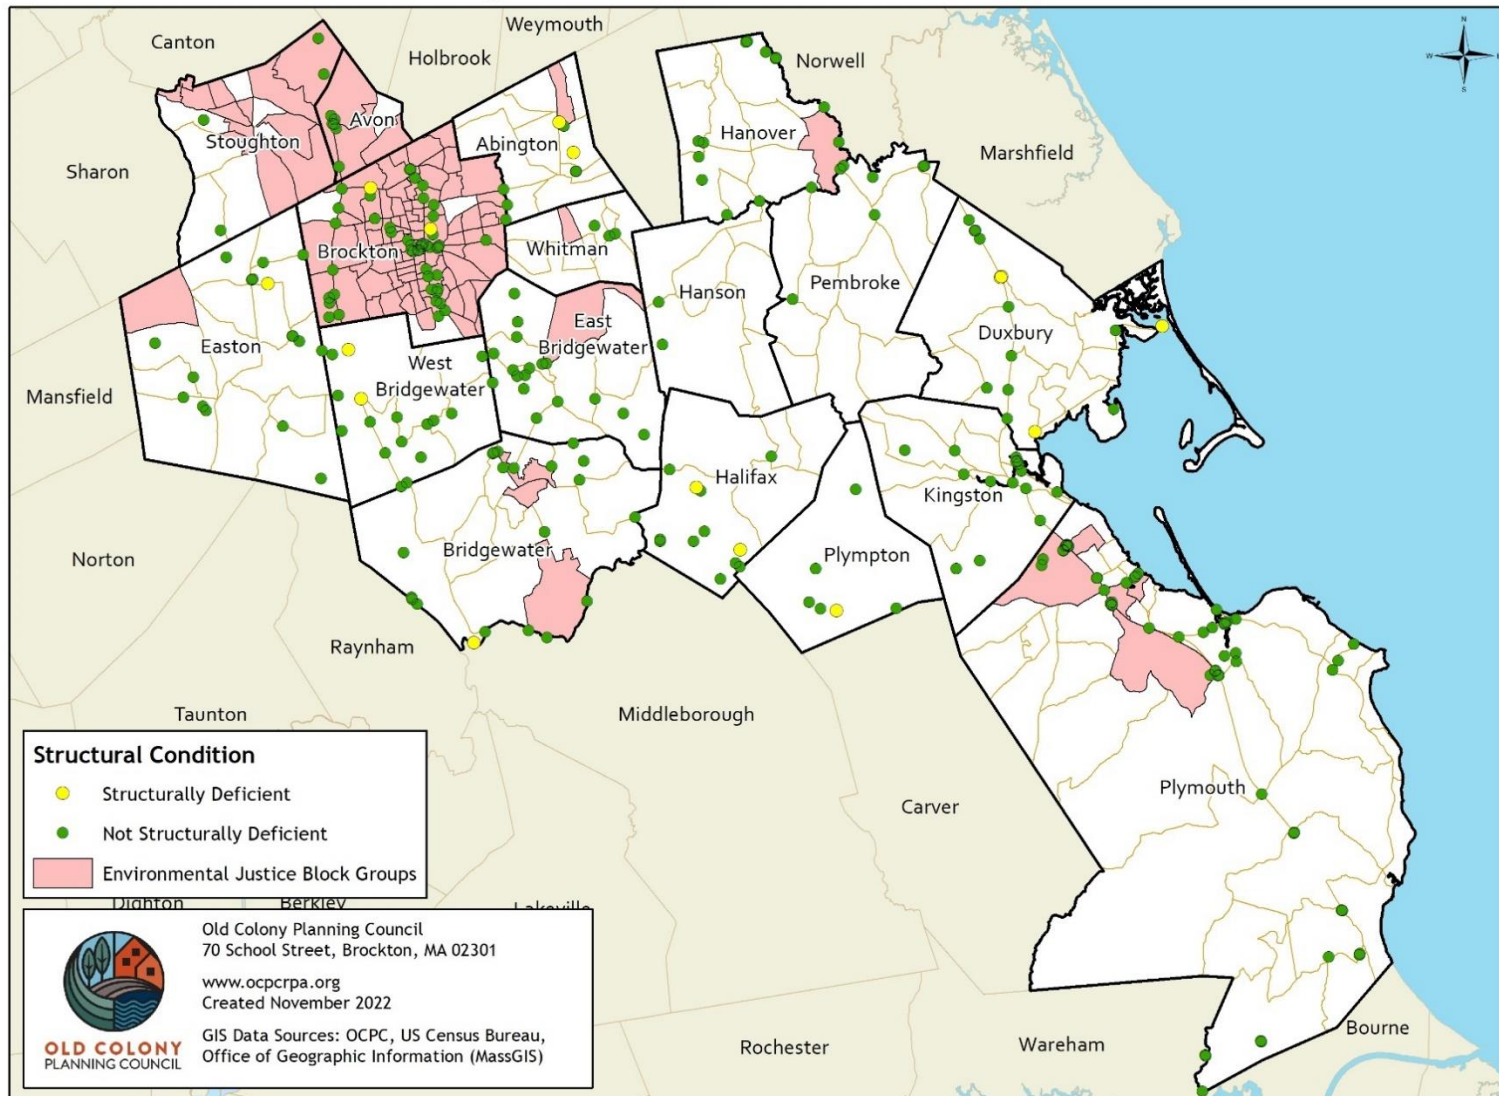 Weymouth
Canton
Holbrook
Norwell
N
W
S
Avon
Stoughton
Abington
Hanover
Marshfield
Sharon
Brockton
Whitman
Hanson
Pembroke
East
Bridgewater
Duxbury
Easton
West
Bridgewater
Mansfield
Halifax
Kingston
Norton
Bridgewater
Plympton
Raynham
Taunton
Middleborough
Plymouth
Carver
Structural Condition
Structurally Deficient
Not Structurally Deficient
Environmental Justice Block Groups
Dighton
Berkley
Lakeville
Old Colony Planning Council
70 School Street, Brockton, MA 02301
www.ocpcrpa.org
Created November 2022
GIS Data Sources: OCPC, US Census Bureau,
Office of Geographic Information (MassGIS)
OLD COLONY
PLANNING COUNCIL
Rochester
Wareham
Bourne